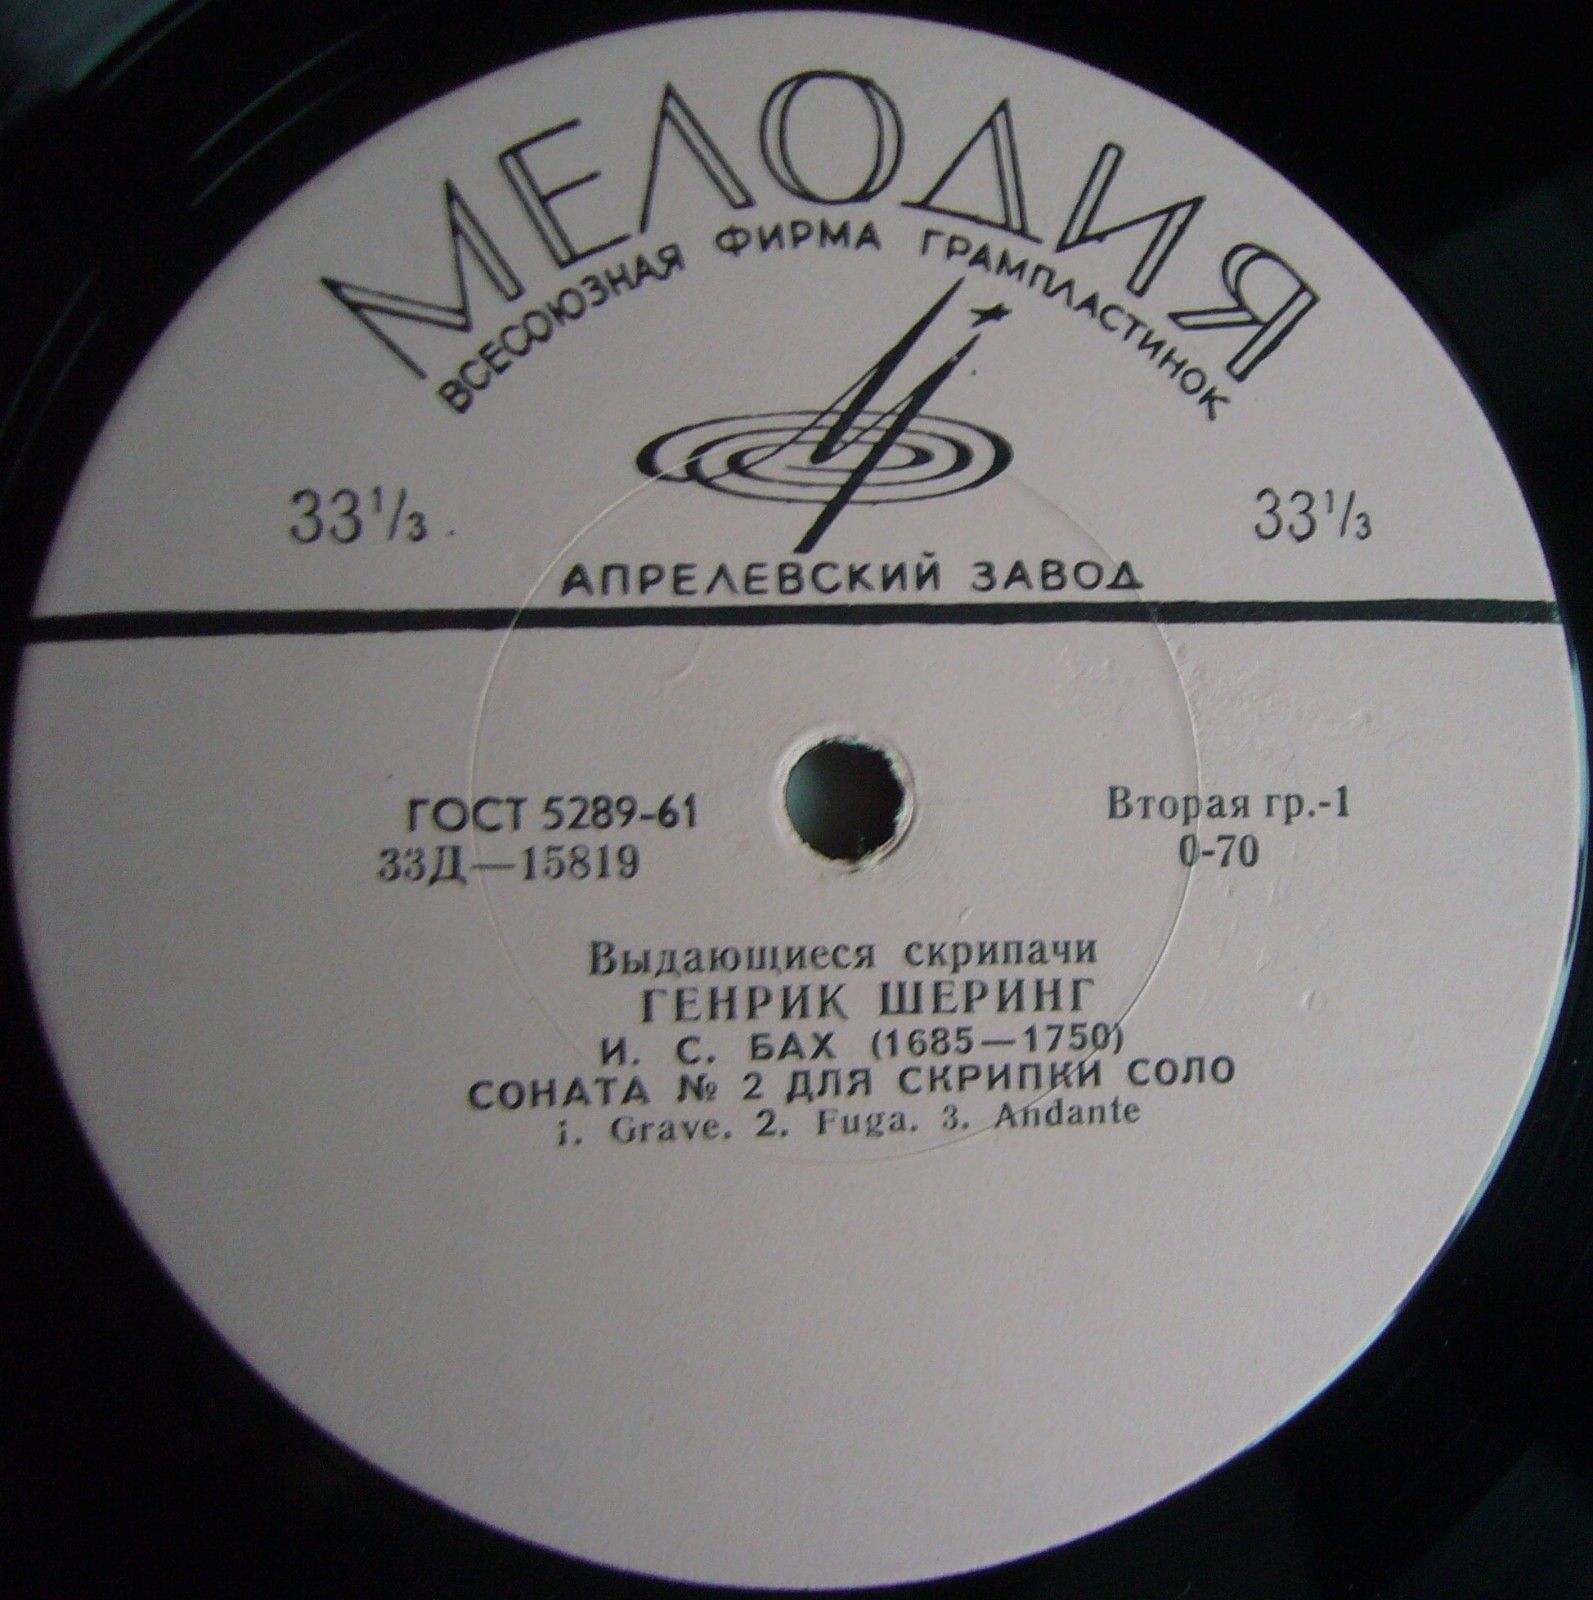 МЕЛОДИЯ
ВСЕСОЮЗНАЯ ФИРМА ГРАМПЛАСТИНОК
33⅓ 33⅓
АПРЕЛЕВСКИЙ ЗАВОД
ГОСТ 5289-61 Вторая гр.-1
33Д—15819 0-70
Выдающиеся скрипачи
ГЕНРИК ШЕРИНГ
И. С. БАХ (1685—1750)
СОНАТА № 2 ДЛЯ СКРИПКИ СОЛО
1. Grave. 2. Fuga. 3. Andante